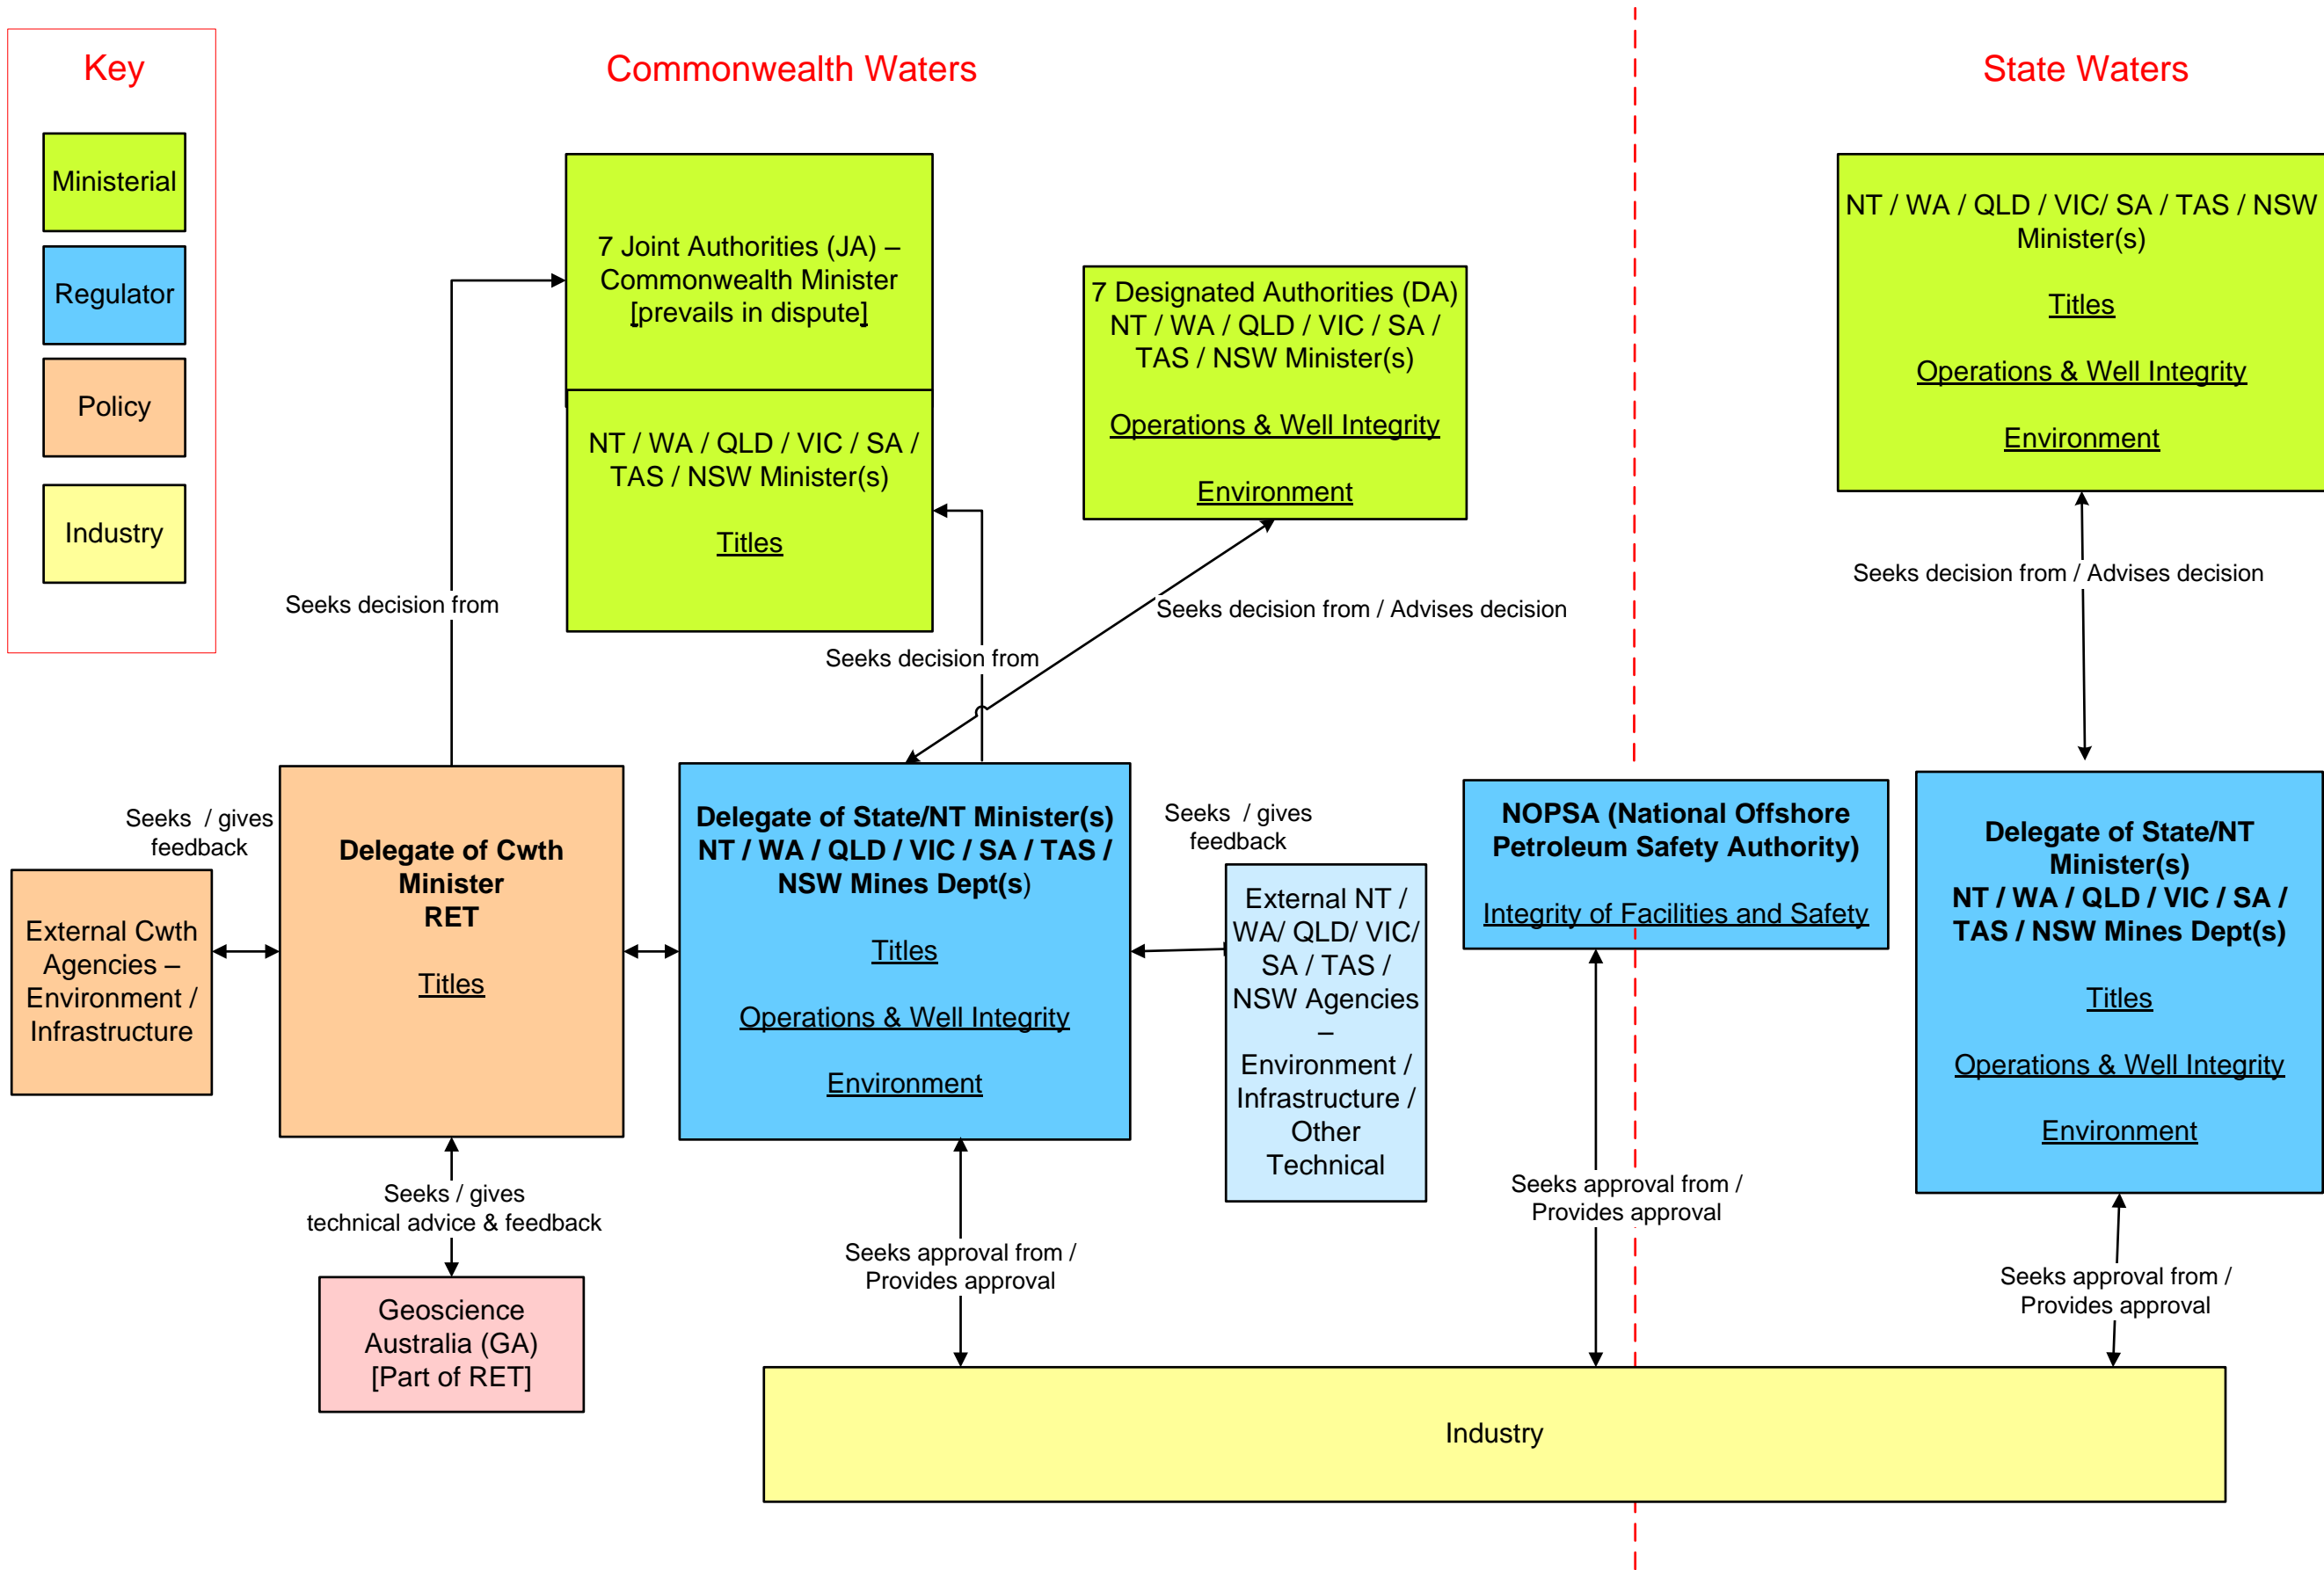 Key
Ministerial
Regulator
Policy
Industry
Commonwealth Waters
State Waters
7 Joint Authorities (JA) –
Commonwealth Minister
[prevails in dispute]
NT / WA / QLD / VIC / SA /
TAS / NSW Minister(s)
Titles
7 Designated Authorities (DA)
NT / WA / QLD / VIC / SA /
TAS / NSW Minister(s)
Operations & Well Integrity
Environment
NT / WA / QLD / VIC/ SA / TAS / NSW
Minister(s)
Titles
Operations & Well Integrity
Environment
Seeks decision from
Seeks decision from
Seeks decision from / Advises decision
Seeks decision from / Advises decision
Seeks / gives
feedback
External Cwth
Agencies –
Environment /
Infrastructure
Delegate of Cwth
Minister
RET
Titles
Delegate of State/NT Minister(s)
NT / WA / QLD / VIC / SA / TAS /
NSW Mines Dept(s)
Titles
Operations & Well Integrity
Environment
Seeks / gives
feedback
External NT /
WA/ QLD/ VIC/
SA / TAS /
NSW Agencies
–
Environment /
Infrastructure /
Other
Technical
NOPSA (National Offshore
Petroleum Safety Authority)
Integrity of Facilities and Safety
Delegate of State/NT
Minister(s)
NT / WA / QLD / VIC / SA /
TAS / NSW Mines Dept(s)
Titles
Operations & Well Integrity
Environment
Seeks / gives
technical advice & feedback
Geoscience
Australia (GA)
[Part of RET]
Seeks approval from /
Provides approval
Seeks approval from /
Provides approval
Seeks approval from /
Provides approval
Industry